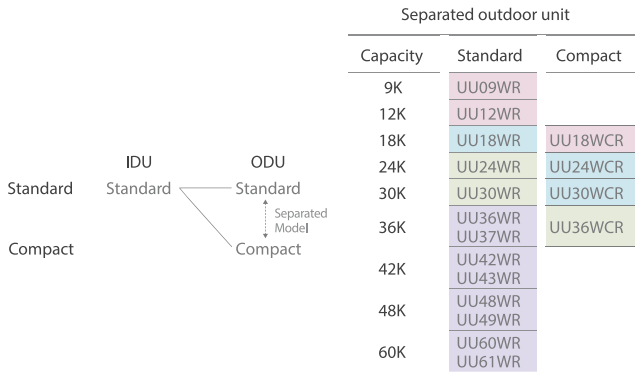 Separated outdoor unit
Capacity Standard Compact
9K UU09WR
12K UU12WR
18K UU18WR UU18WCR
24K UU24WR UU24WCR
30K UU30WR UU30WCR
36K UU36WR UU36WCR
UU37WR
42K UU42WR
UU43WR
48K UU48WR
UU49WR
60K UU60WR
UU61WR
IDU ODU
Standard Standard Standard
Separated
Model
Compact Compact